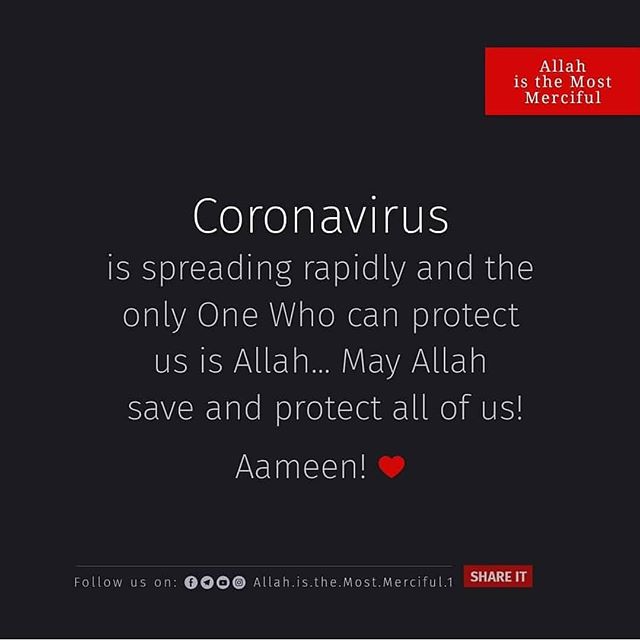 Allah
is the Most
Merciful
Coronavirus
is spreading rapidly and the
only One Who can protect
us is Allah... May Allah
save and protect all of us!
Aameen!
Follow us on: Allah.is.the.Most.Merciful.1
SHARE IT